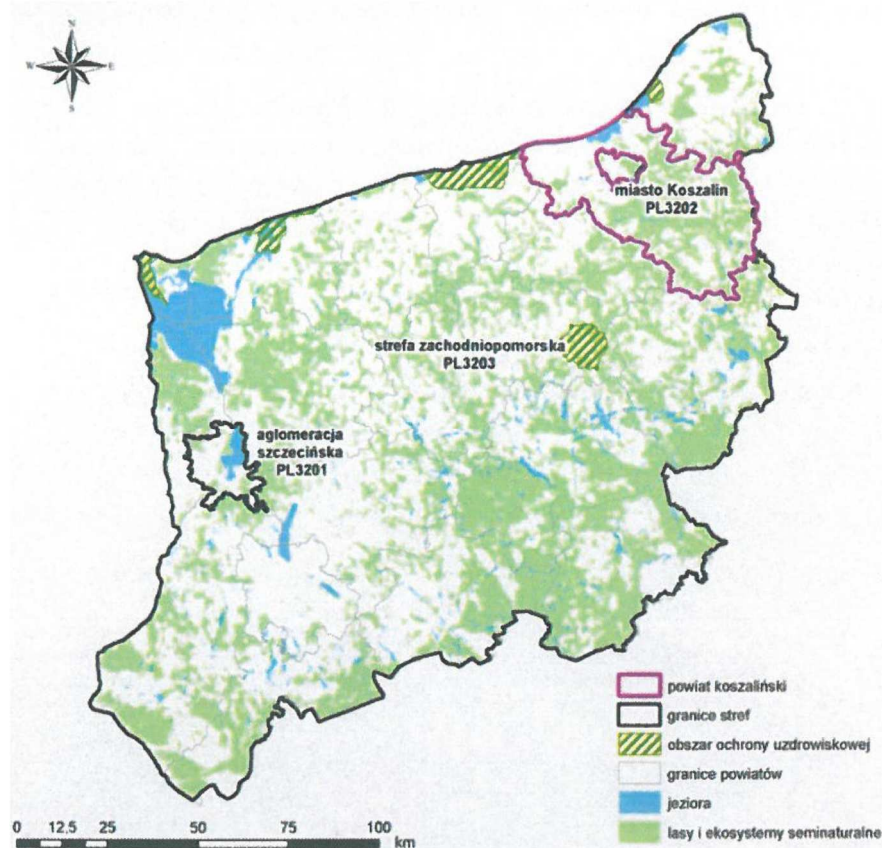 N
W E
S
miasto Koszalin
PL3202
strefa zachodniopomorska
PL3203
aglomeracja
szczecińska
PL3201
powiat koszaliński
granice stref
obszar ochrony uzdrowiskowej
granice powiatów
jeziora
lasy i ekosystemy seminaturalne
0 12.5 25 50 75 100
km